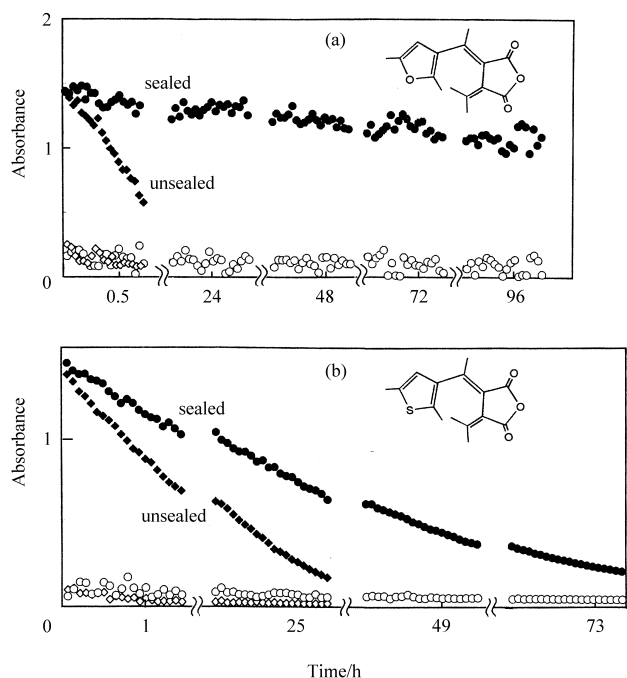 2
(a)
O
O
O
O
sealed
Absorbance
1
unsealed
0
0.5
24
48
72
96
(b)
O
O
O
S
sealed
Absorbance
1
unsealed
0
1
25
49
73
Time/h